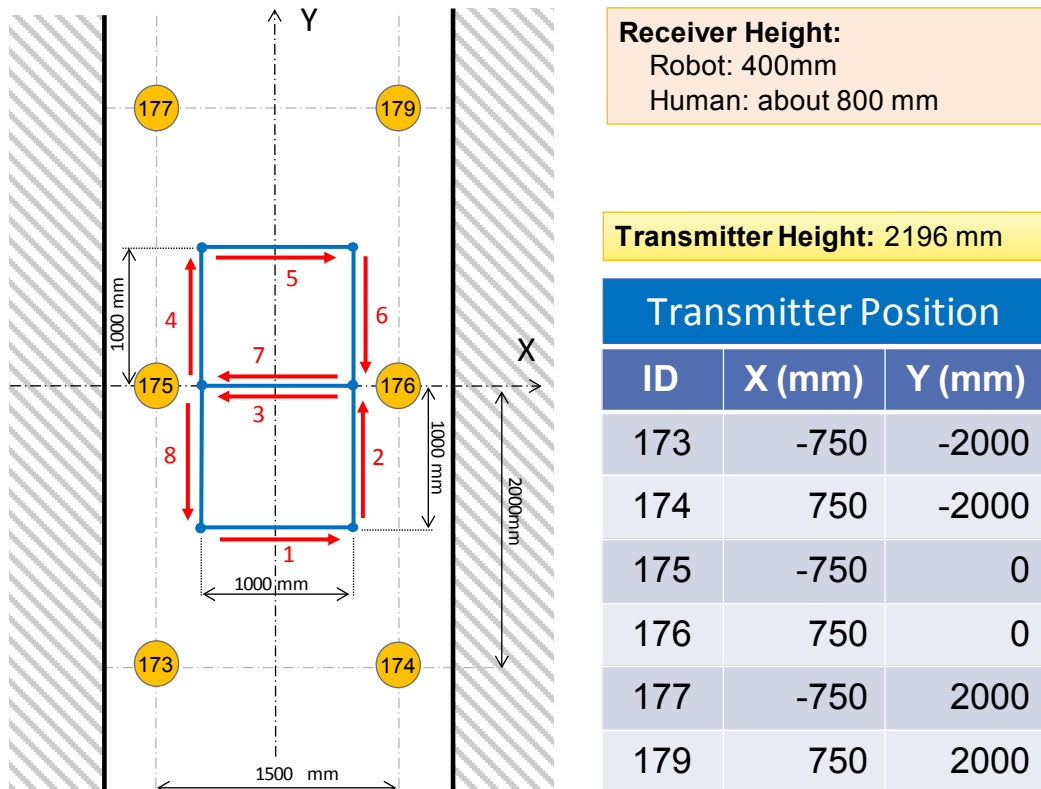 Y
177
179
1000 mm
5
4
6
7
X
175
176
3
8
2
1000 mm
2000mm
1
1000 mm
173
174
1500 mm
Receiver Height:
Robot: 400mm
Human: about 800 mm
Transmitter Height: 2196 mm
Transmitter Position
ID X (mm) Y (mm)
173 -750 -2000
174 750 -2000
175 -750 0
176 750 0
177 -750 2000
179 750 2000